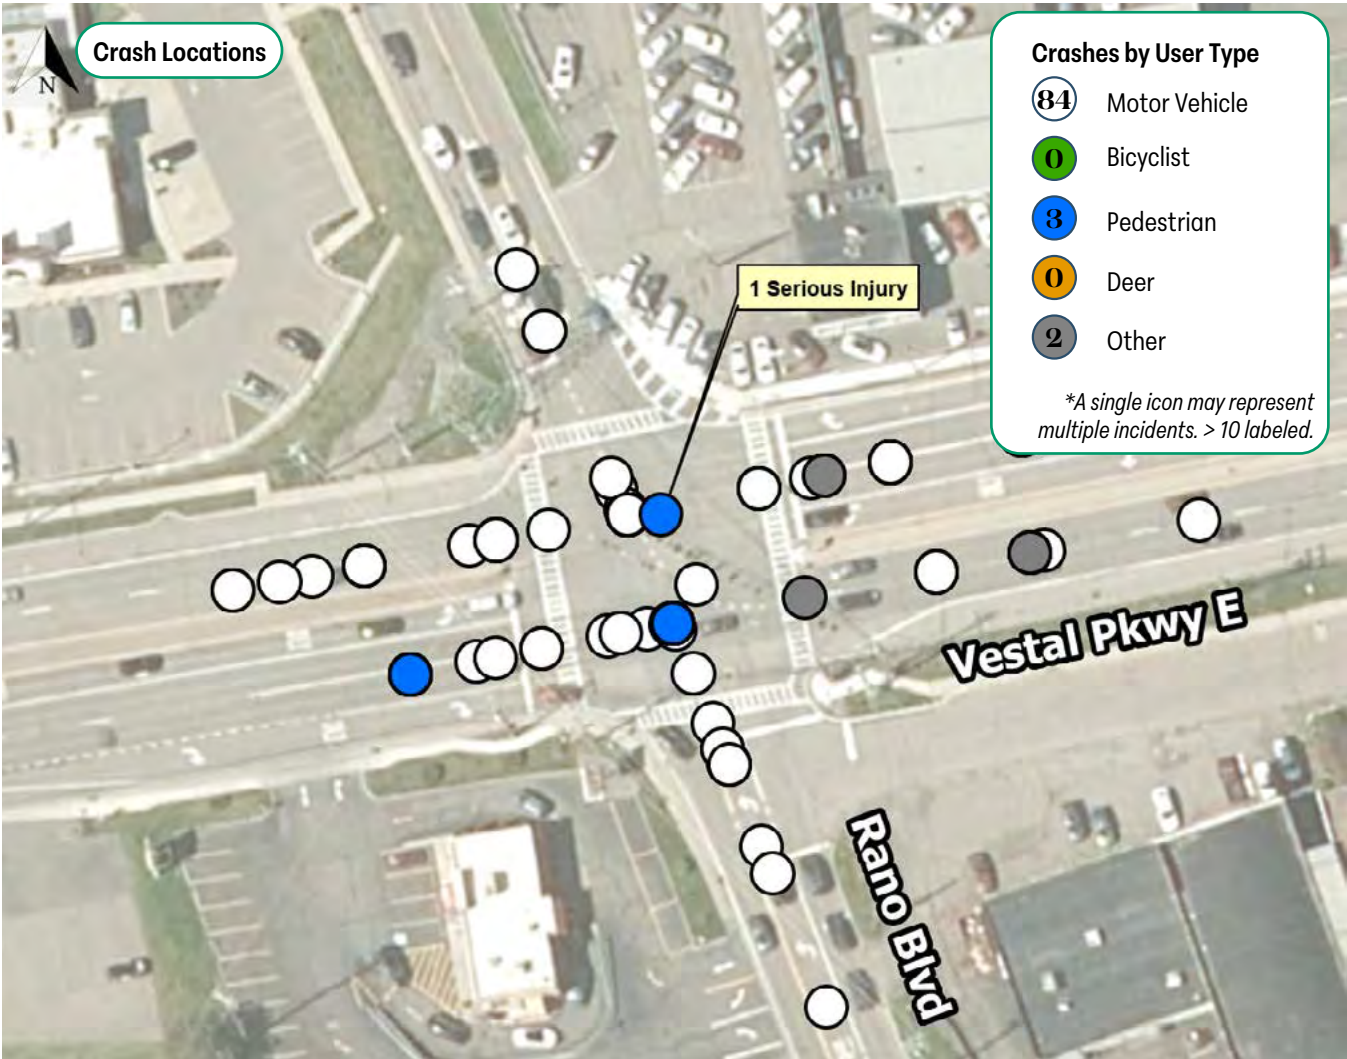 Crash Locations
N
Crashes by User Type
84 Motor Vehicle
0 Bicyclist
3 Pedestrian
0 Deer
2 Other
*A single icon may represent
multiple incidents. > 10 labeled.
1 Serious Injury
Vestal Pkwy E
Rano Blvd